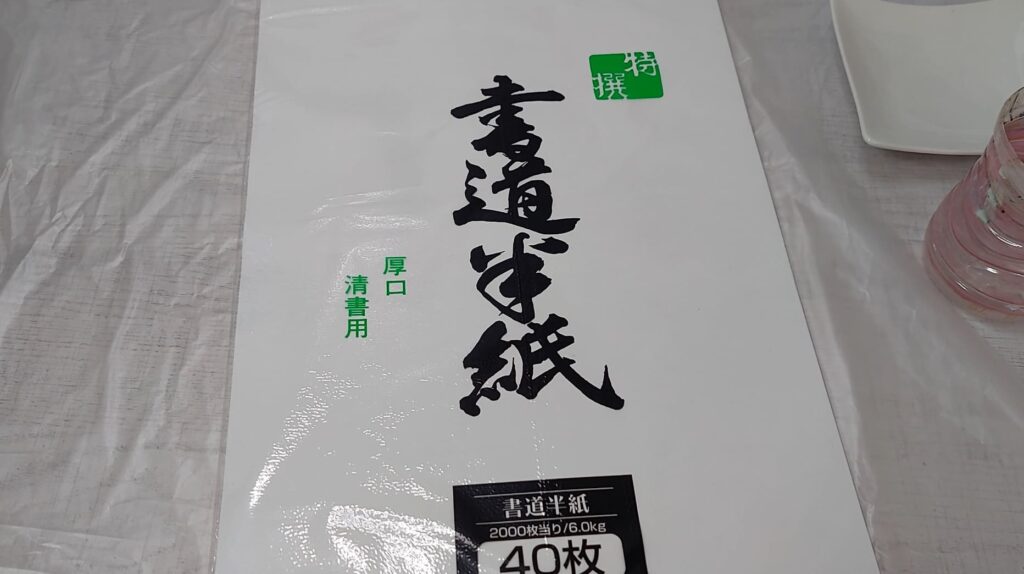 特撰
書道半紙
厚口
清書用
書道半紙
2000枚当り/6.0kg
40枚